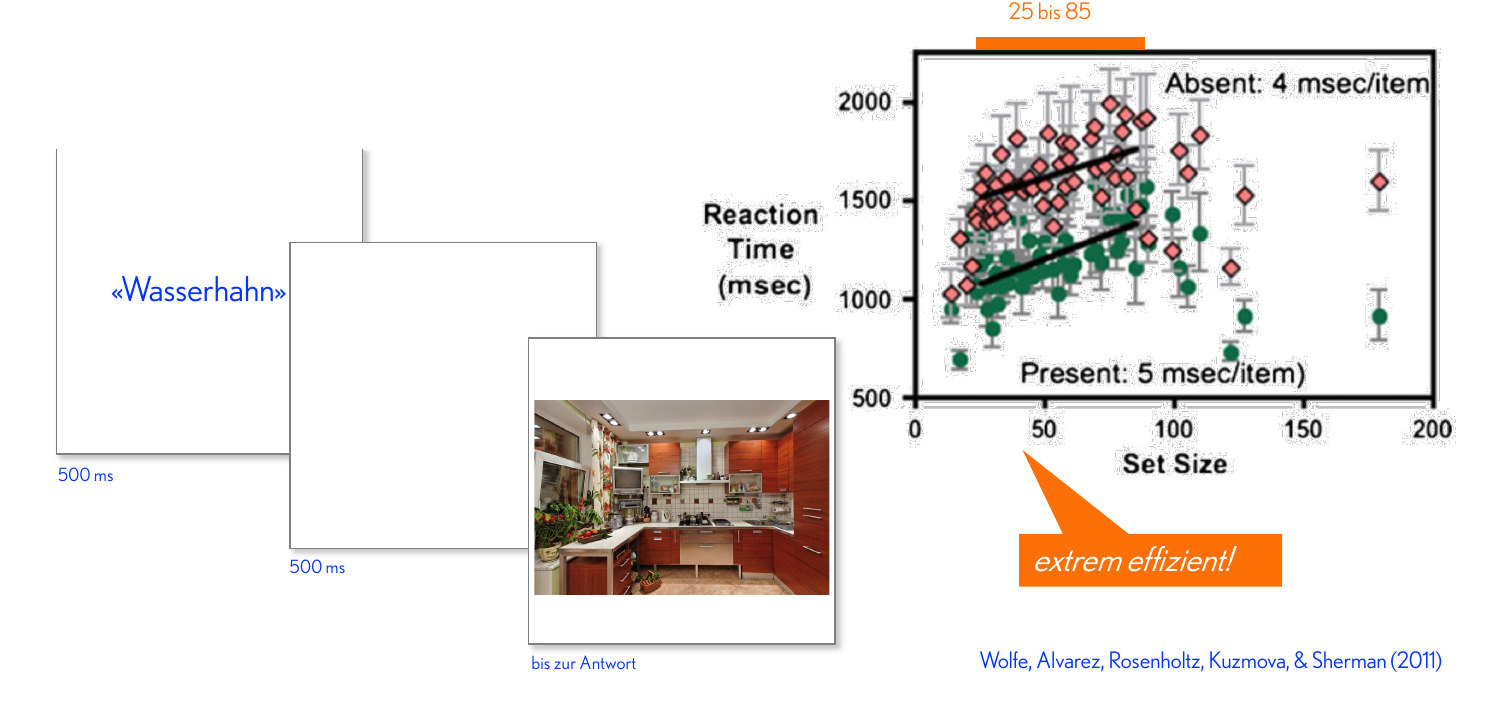 25 bis 85
Absent: 4 msec/item
2000
1500
1000
500
Reaction
Time
(msec)
Present: 5 msec/item)
0 50 100 150 200
Set Size
«Wasserhahn»
500 ms
500 ms
bis zur Antwort
extrem effizient!
Wolfe, Alvarez, Rosenholtz, Kuzmova, & Sherman (2011)